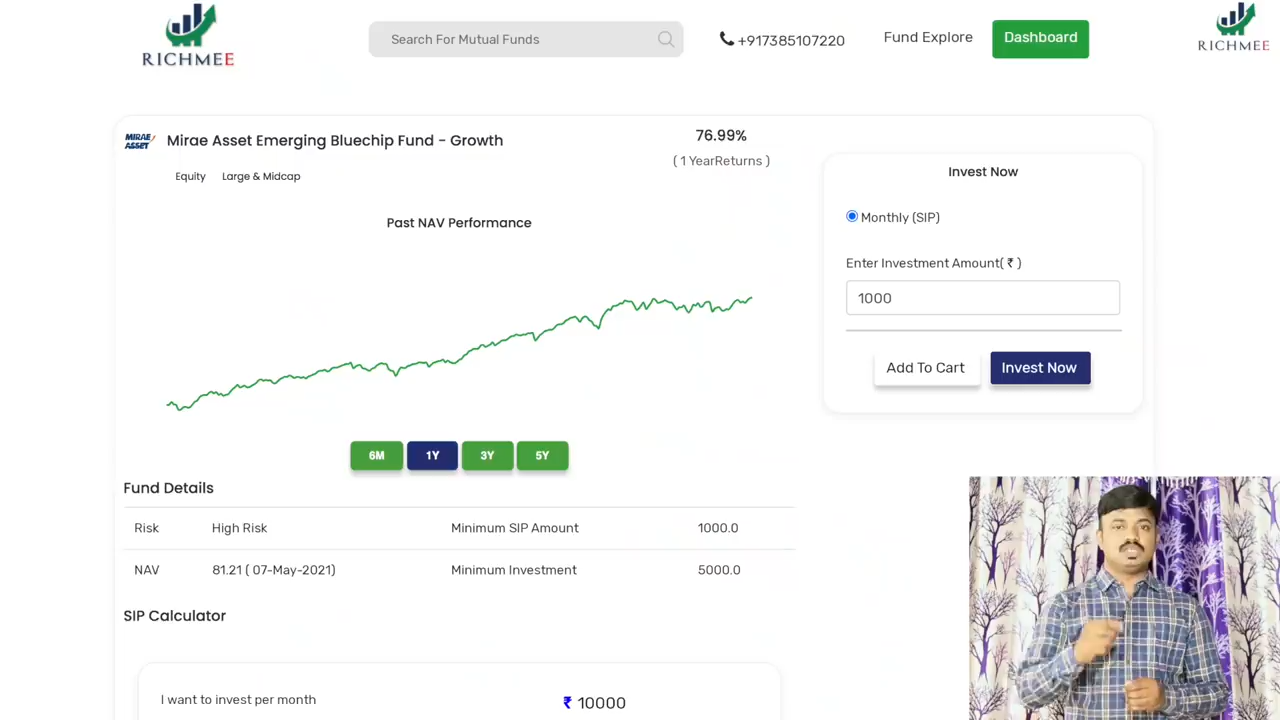 RICHMEE
Search For Mutual Funds
+917385107220
Fund Explore
Dashboard
RICHMEE
MIRAE ASSET
Mirae Asset Emerging Bluechip Fund - Growth
76.99%
( 1 YearReturns )
Equity
Large & Midcap
Past NAV Performance
6M
1Y
3Y
5Y
Invest Now
Monthly (SIP)
Enter Investment Amount( ₹ )
1000
Add To Cart
Invest Now
Fund Details
Risk
High Risk
Minimum SIP Amount
1000.0
NAV
81.21 ( 07-May-2021)
Minimum Investment
5000.0
SIP Calculator
I want to invest per month
₹ 10000